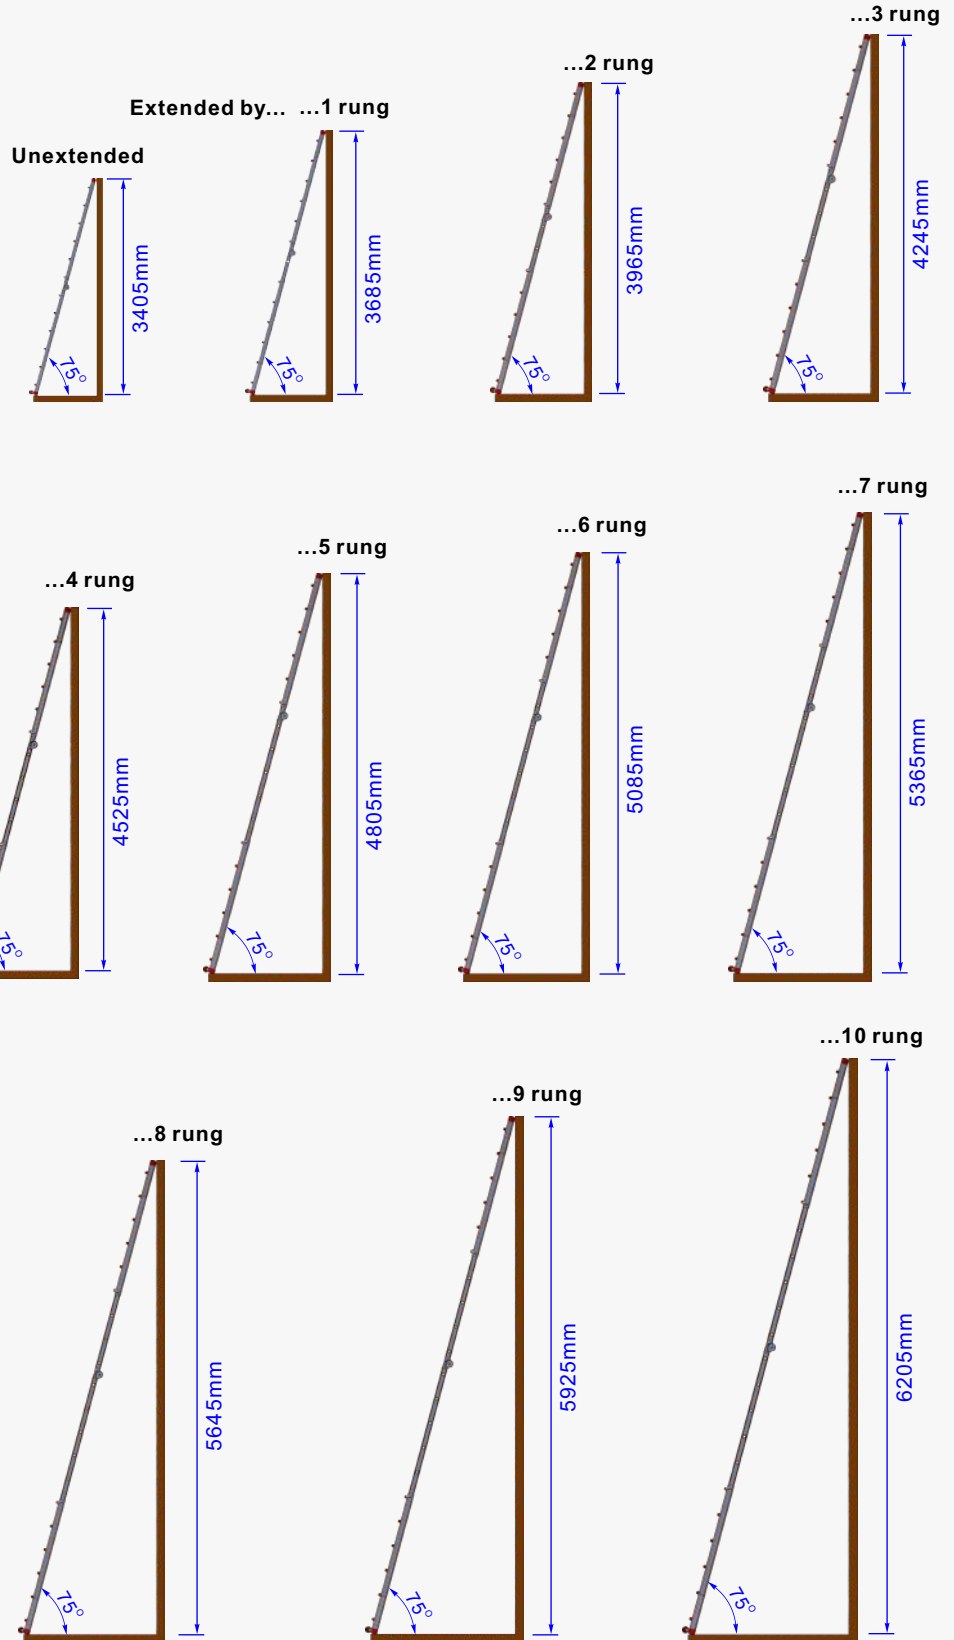 ...3 rung
...2 rung
Extended by... ...1 rung
Unextended
3405mm
3685mm
3965mm
4245mm
75°
75°
75°
75°
...7 rung
...6 rung
...5 rung
...4 rung
4525mm
4805mm
5085mm
5365mm
75°
75°
75°
75°
...10 rung
...9 rung
...8 rung
5645mm
5925mm
6205mm
75°
75°
75°